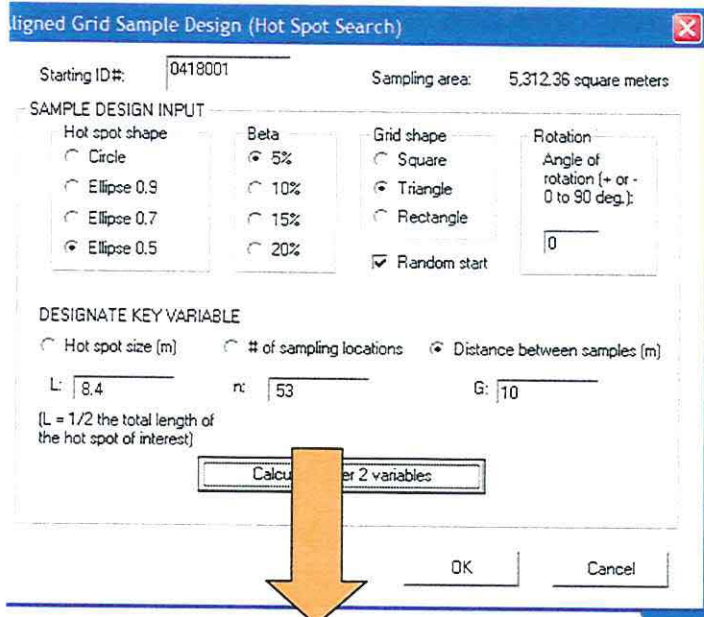 ligned Grid Sample Design (Hot Spot Search)
Starting ID#: 0418001 Sampling area: 5,312.36 square meters
SAMPLE DESIGN INPUT
Hot spot shape
Circle
Ellipse 0.9
Ellipse 0.7
Ellipse 0.5
Beta
5%
10%
15%
20%
Grid shape
Square
Triangle
Rectangle
Random start
Rotation
Angle of
rotation (+ or -
0 to 90 deg.):
0
DESIGNATE KEY VARIABLE
Hot spot size (m) # of sampling locations Distance between samples (m)
L: 8.4 n: 53 G: 10
(L = 1/2 the total length of
the hot spot of interest)
Calcu er 2 variables
OK Cancel